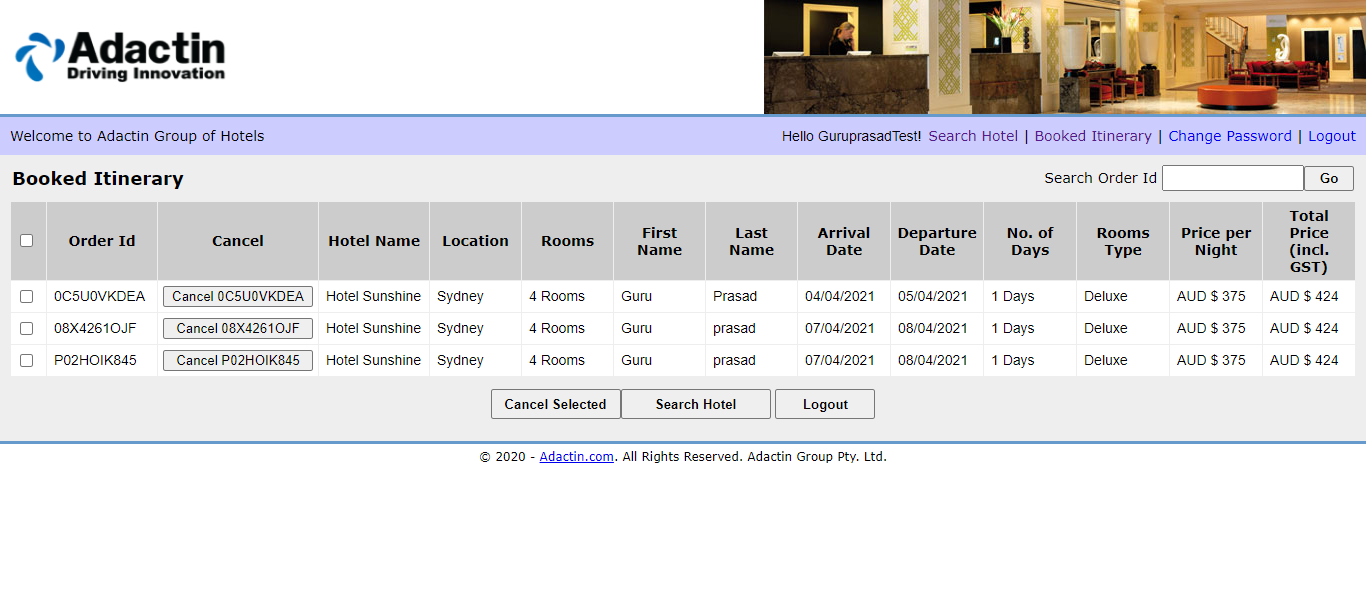 Adactin
Driving Innovation
Welcome to Adactin Group of Hotels
Hello GuruprasadTest! Search Hotel | Booked Itinerary | Change Password | Logout
Booked Itinerary
Search Order Id Go
Order Id Cancel Hotel Name Location Rooms First Name Last Name Arrival Date Departure Date No. of Days Rooms Type Price per Night Total Price (incl. GST)
0C5U0VKDEA Cancel 0C5U0VKDEA Hotel Sunshine Sydney 4 Rooms Guru Prasad 04/04/2021 05/04/2021 1 Days Deluxe AUD $ 375 AUD $ 424
08X4261OJF Cancel 08X4261OJF Hotel Sunshine Sydney 4 Rooms Guru prasad 07/04/2021 08/04/2021 1 Days Deluxe AUD $ 375 AUD $ 424
P02HOIK845 Cancel P02HOIK845 Hotel Sunshine Sydney 4 Rooms Guru prasad 07/04/2021 08/04/2021 1 Days Deluxe AUD $ 375 AUD $ 424
Cancel Selected Search Hotel Logout
© 2020 - Adactin.com. All Rights Reserved. Adactin Group Pty. Ltd.